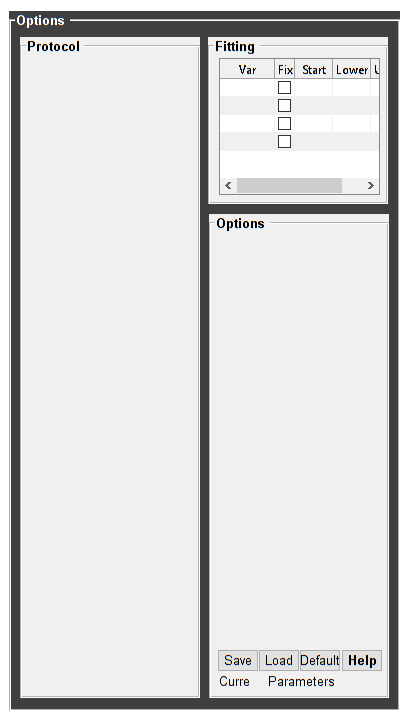 Options
Protocol
Fitting
Var Fix Start Lower U
Options
Save Load Default Help
Curre Parameters